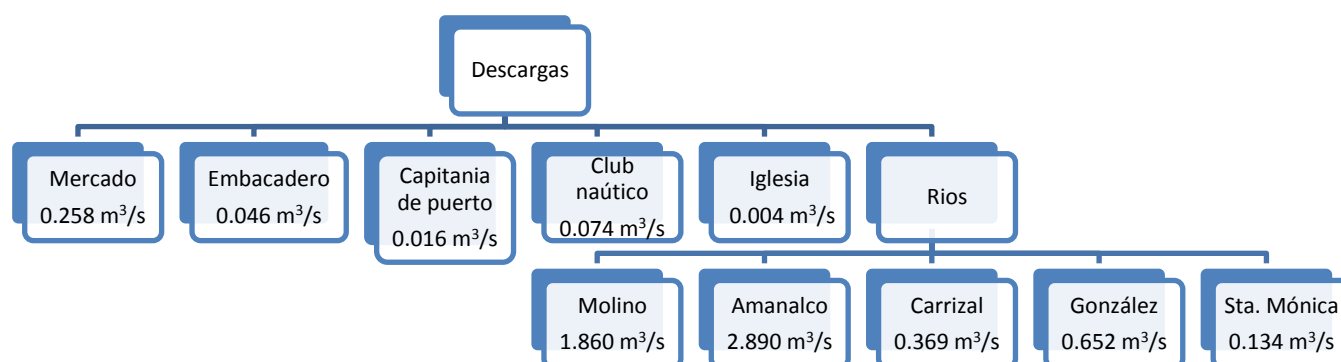 Descargas
Mercado
0.258 m³/s
Embacadero
0.046 m³/s
Capitania
de puerto
0.016 m³/s
Club
naútico
0.074 m³/s
Iglesia
0.004 m³/s
Rios
Molino
1.860 m³/s
Amanalco
2.890 m³/s
Carrizal
0.369 m³/s
González
0.652 m³/s
Sta. Mónica
0.134 m³/s